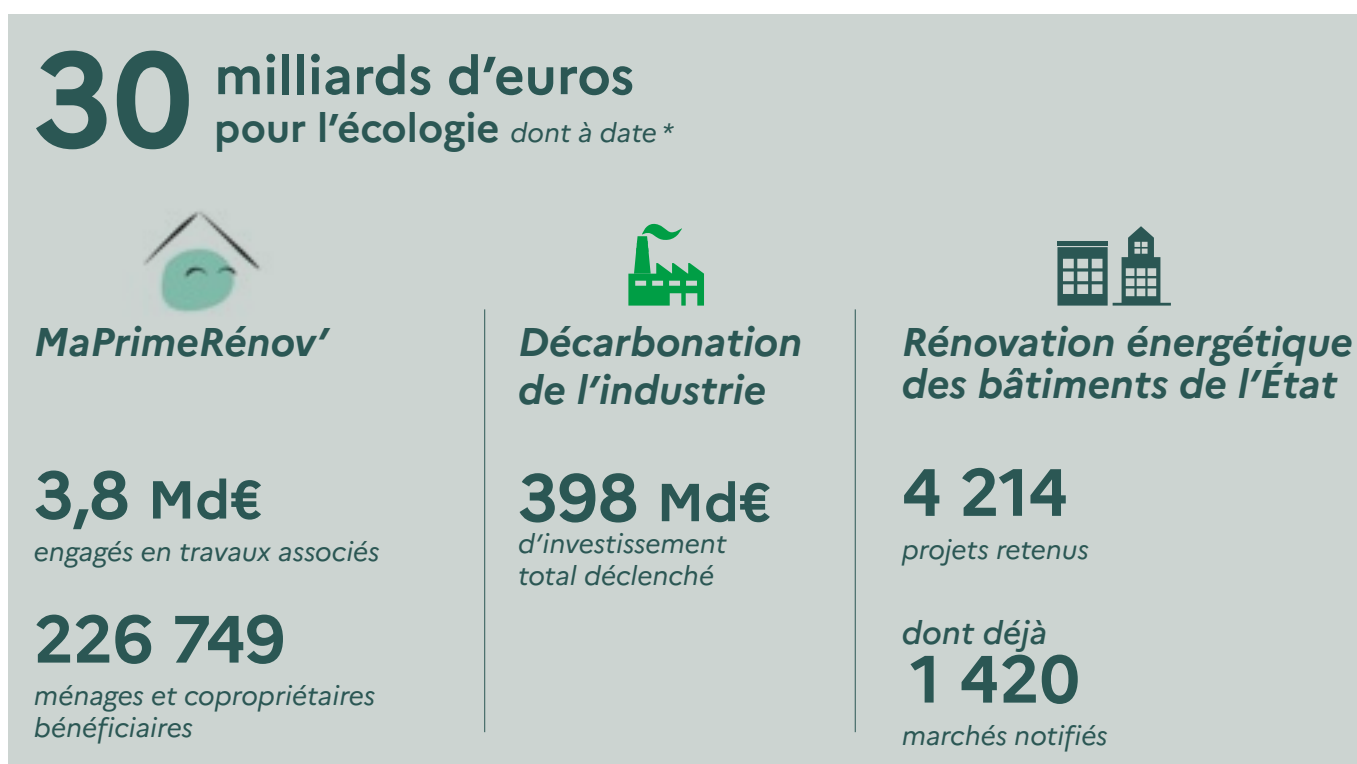 30 milliards d’euros
pour l’écologie dont à date *
MaPrimeRénov’
3,8 Md€
engagés en travaux associés
226 749
ménages et copropriétaires
bénéficiaires
Décarbonation
de l’industrie
398 Md€
d’investissement
total déclenché
Rénovation énergétique
des bâtiments de l’État
4 214
projets retenus
dont déjà
1 420
marchés notifiés